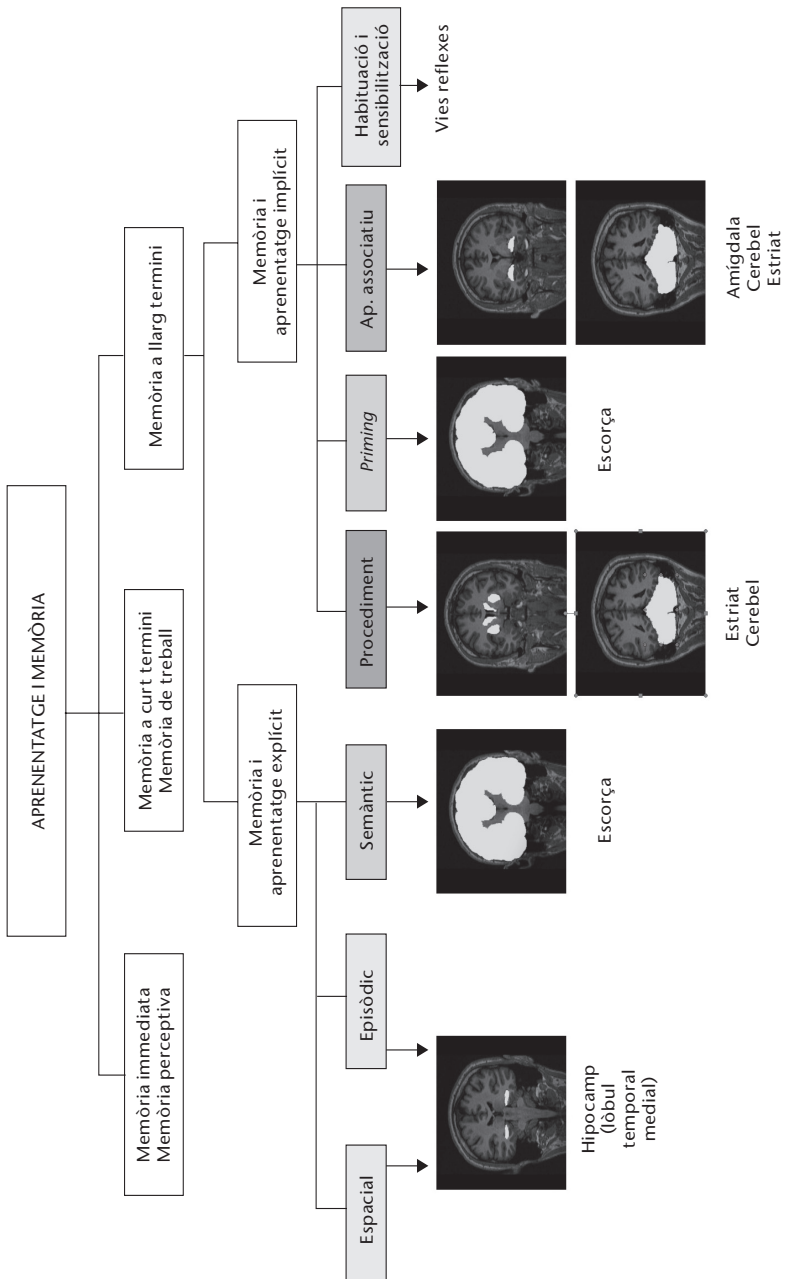 APRENENTATGE I MEMÒRIA
Memòria immediata
Memòria perceptiva
Memòria a curt termini
Memòria de treball
Memòria a llarg termini
Memòria i
aprenentatge explícit
Memòria i
aprenentatge implícit
Espacial
Episòdic
Semàntic
Procediment
Priming
Ap. associatiu
Habituació i
sensibilització
Hipocamp
(lòbul
temporal
medial)
Escorça
Estriat
Cerebel
Escorça
Amígdala
Cerebel
Estriat
Vies reflexes